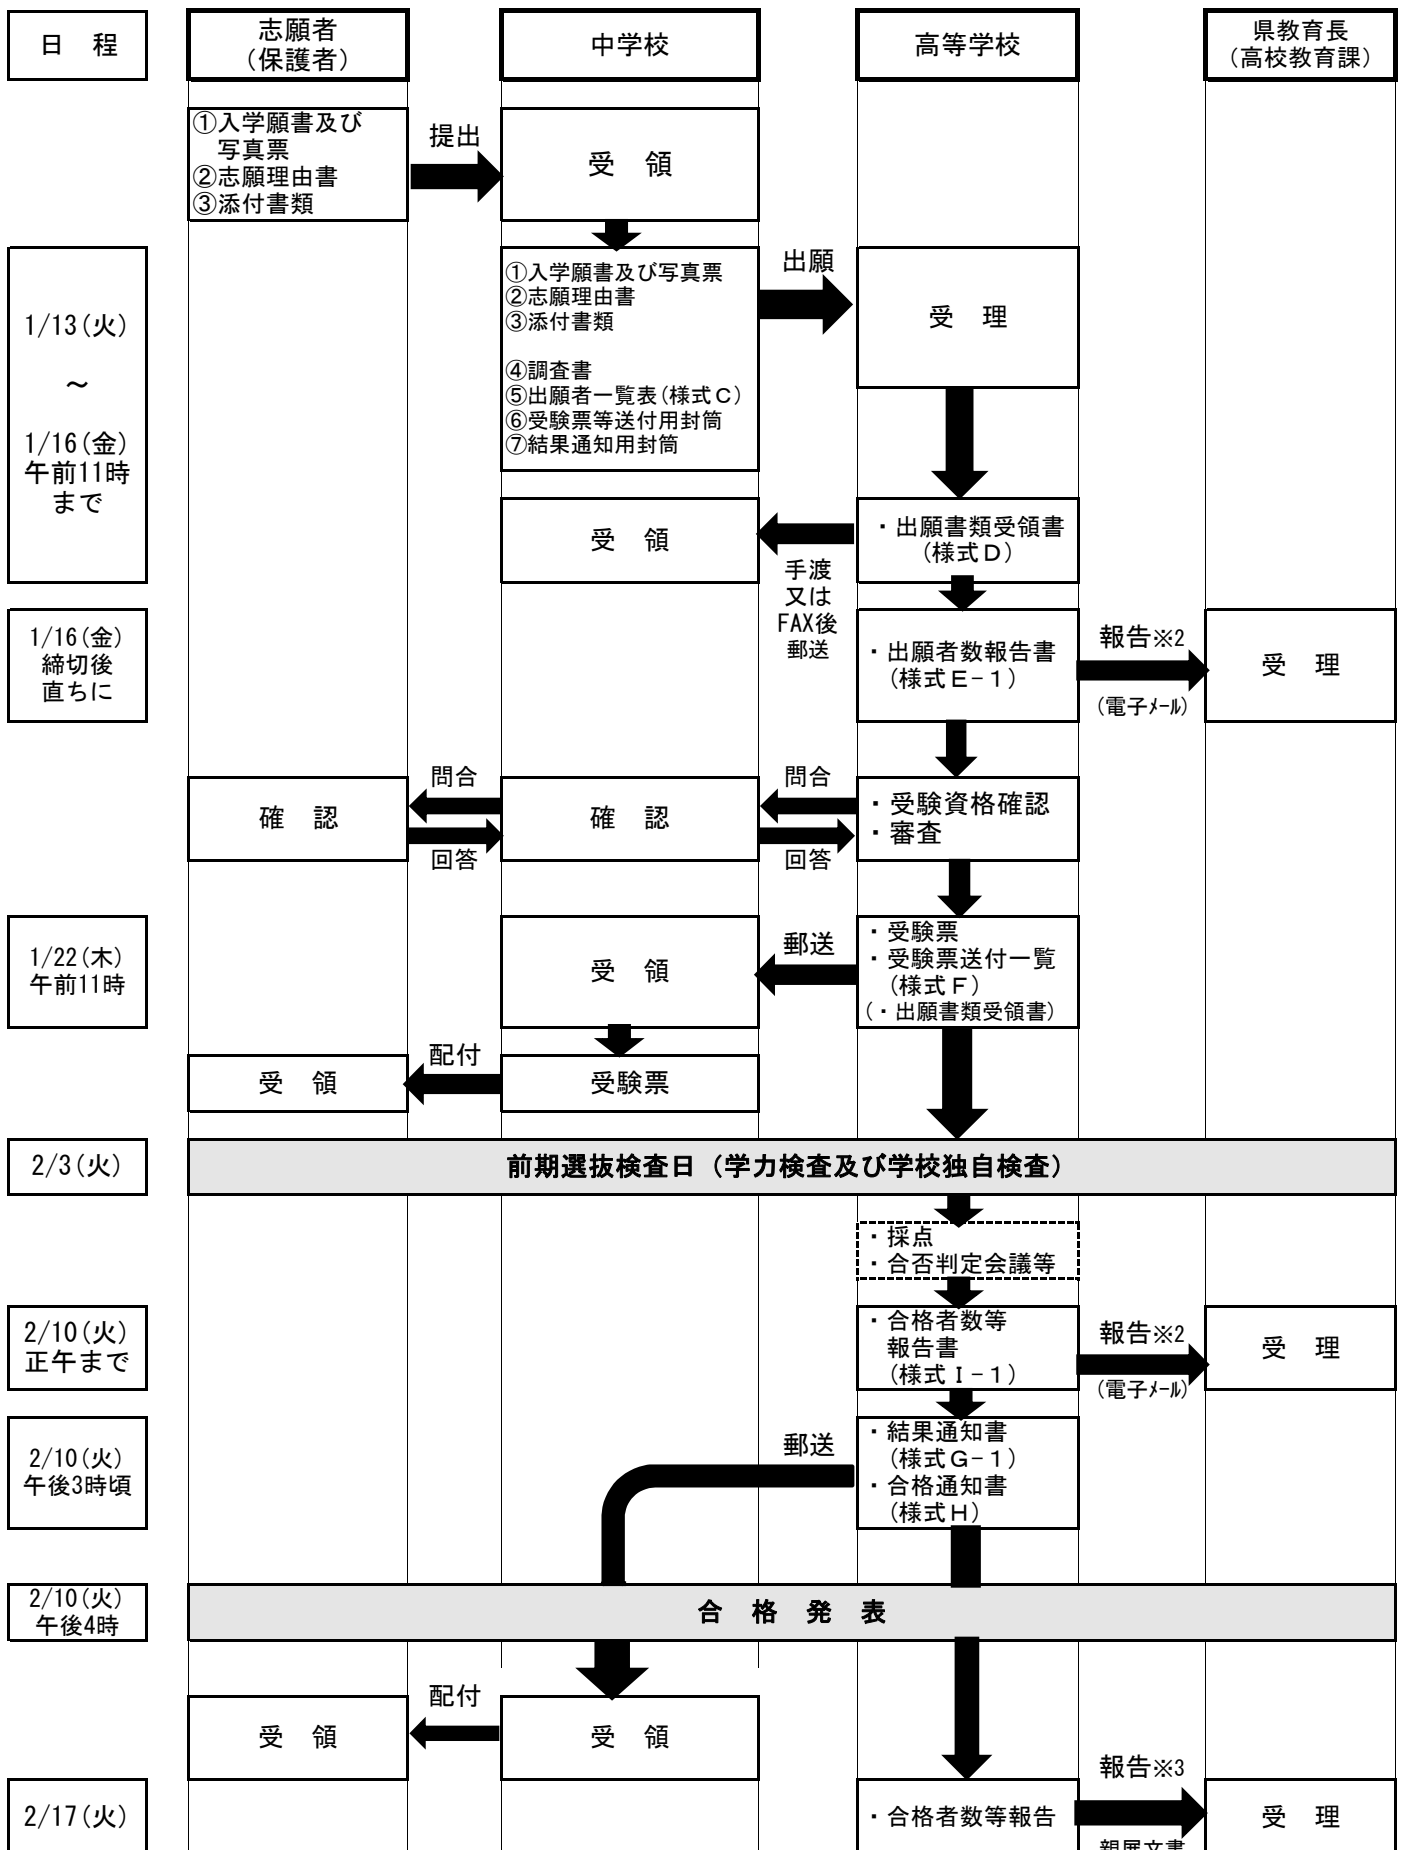 日　程
志願者
（保護者）
中学校
高等学校
県教育長
（高校教育課）
①入学願書及び
写真票
②志願理由書
③添付書類
提出
受　領
1/13(火)
～
1/16(金)
午前11時
まで
①入学願書及び写真票
②志願理由書
③添付書類
④調査書
⑤出願者一覧表(様式Ｃ)
⑥受験票等送付用封筒
⑦結果通知用封筒
出願
受　理
受　領
手渡
又は
FAX後
郵送
・出願書類受領書
(様式Ｄ)
1/16(金)
締切後
直ちに
・出願者数報告書
(様式Ｅ-１)
報告※2
(電子ﾒｰﾙ)
受　理
確　認
問合
回答
確　認
問合
回答
・受験資格確認
・審査
1/22(木)
午前11時
受　領
郵送
・受験票
・受験票送付一覧
(様式Ｆ)
(・出願書類受領書)
受　領
配付
受験票
2/3(火)
前期選抜検査日（学力検査及び学校独自検査）
・採点
・合否判定会議等
2/10(火)
正午まで
・合格者数等
報告書
(様式Ｉ-１)
報告※2
(電子ﾒｰﾙ)
受　理
2/10(火)
午後3時頃
郵送
・結果通知書
(様式Ｇ-１)
・合格通知書
(様式Ｈ)
2/10(火)
午後4時
合　格　発　表
受　領
配付
受　領
2/17(火)
・合格者数等報告
報告※3
親展文書
受　理